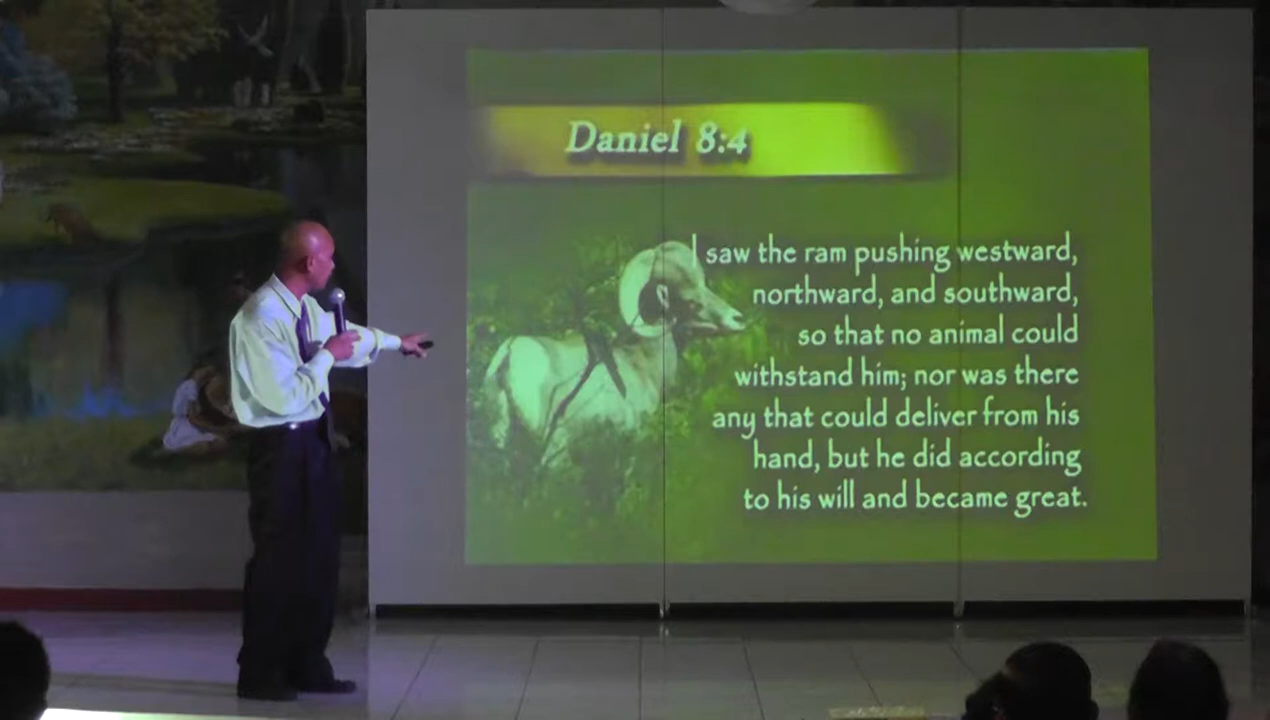 Daniel 8:4
I saw the ram pushing westward,
northward, and southward,
so that no animal could
withstand him; nor was there
any that could deliver from his
hand, but he did according
to his will and became great.